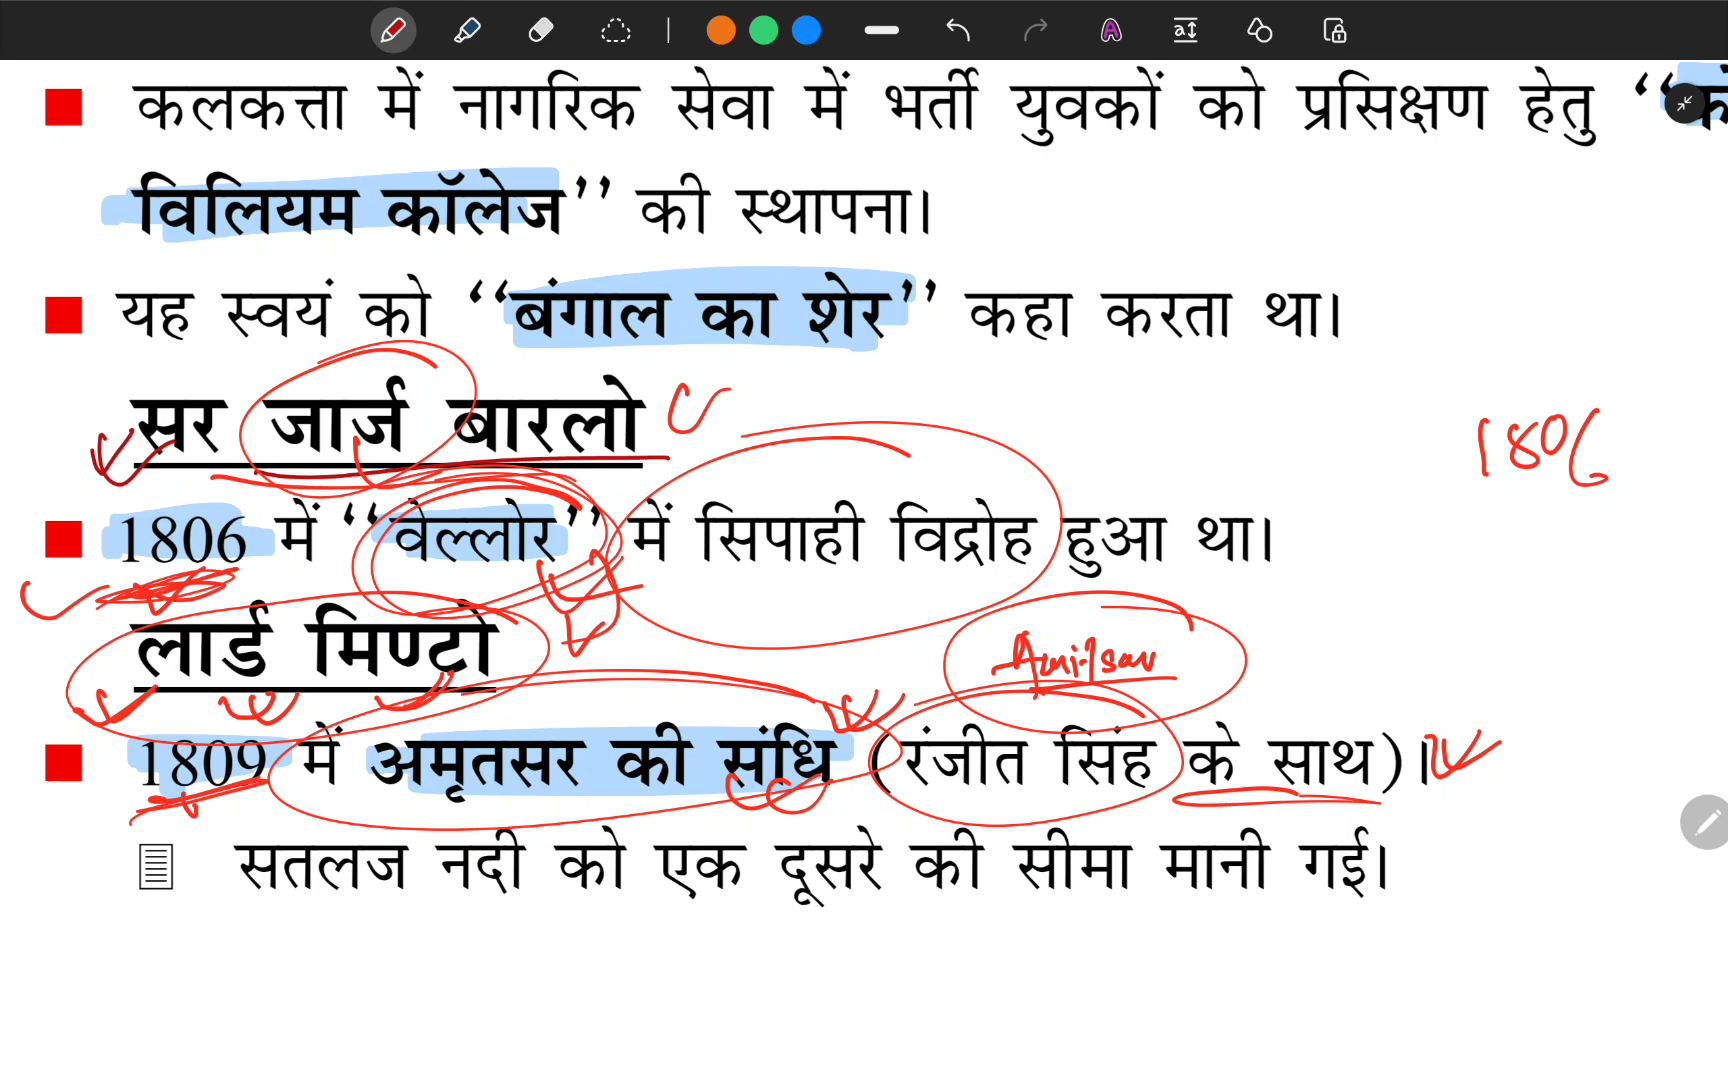 कलकत्ता में नागरिक सेवा में भर्ती युवकों को प्रसिक्षण हेतु ‘‘
विलियम कॉलेज’’ की स्थापना।
यह स्वयं को ‘‘बंगाल का शेर’’ कहा करता था।
सर जार्ज बारलो
1806
1806 में ‘‘वेल्लोर’’ में सिपाही विद्रोह हुआ था।
लार्ड मिण्टो
Amritsar
1809 में अमृतसर की संधि (रंजीत सिंह के साथ)।
सतलज नदी को एक दूसरे की सीमा मानी गई।